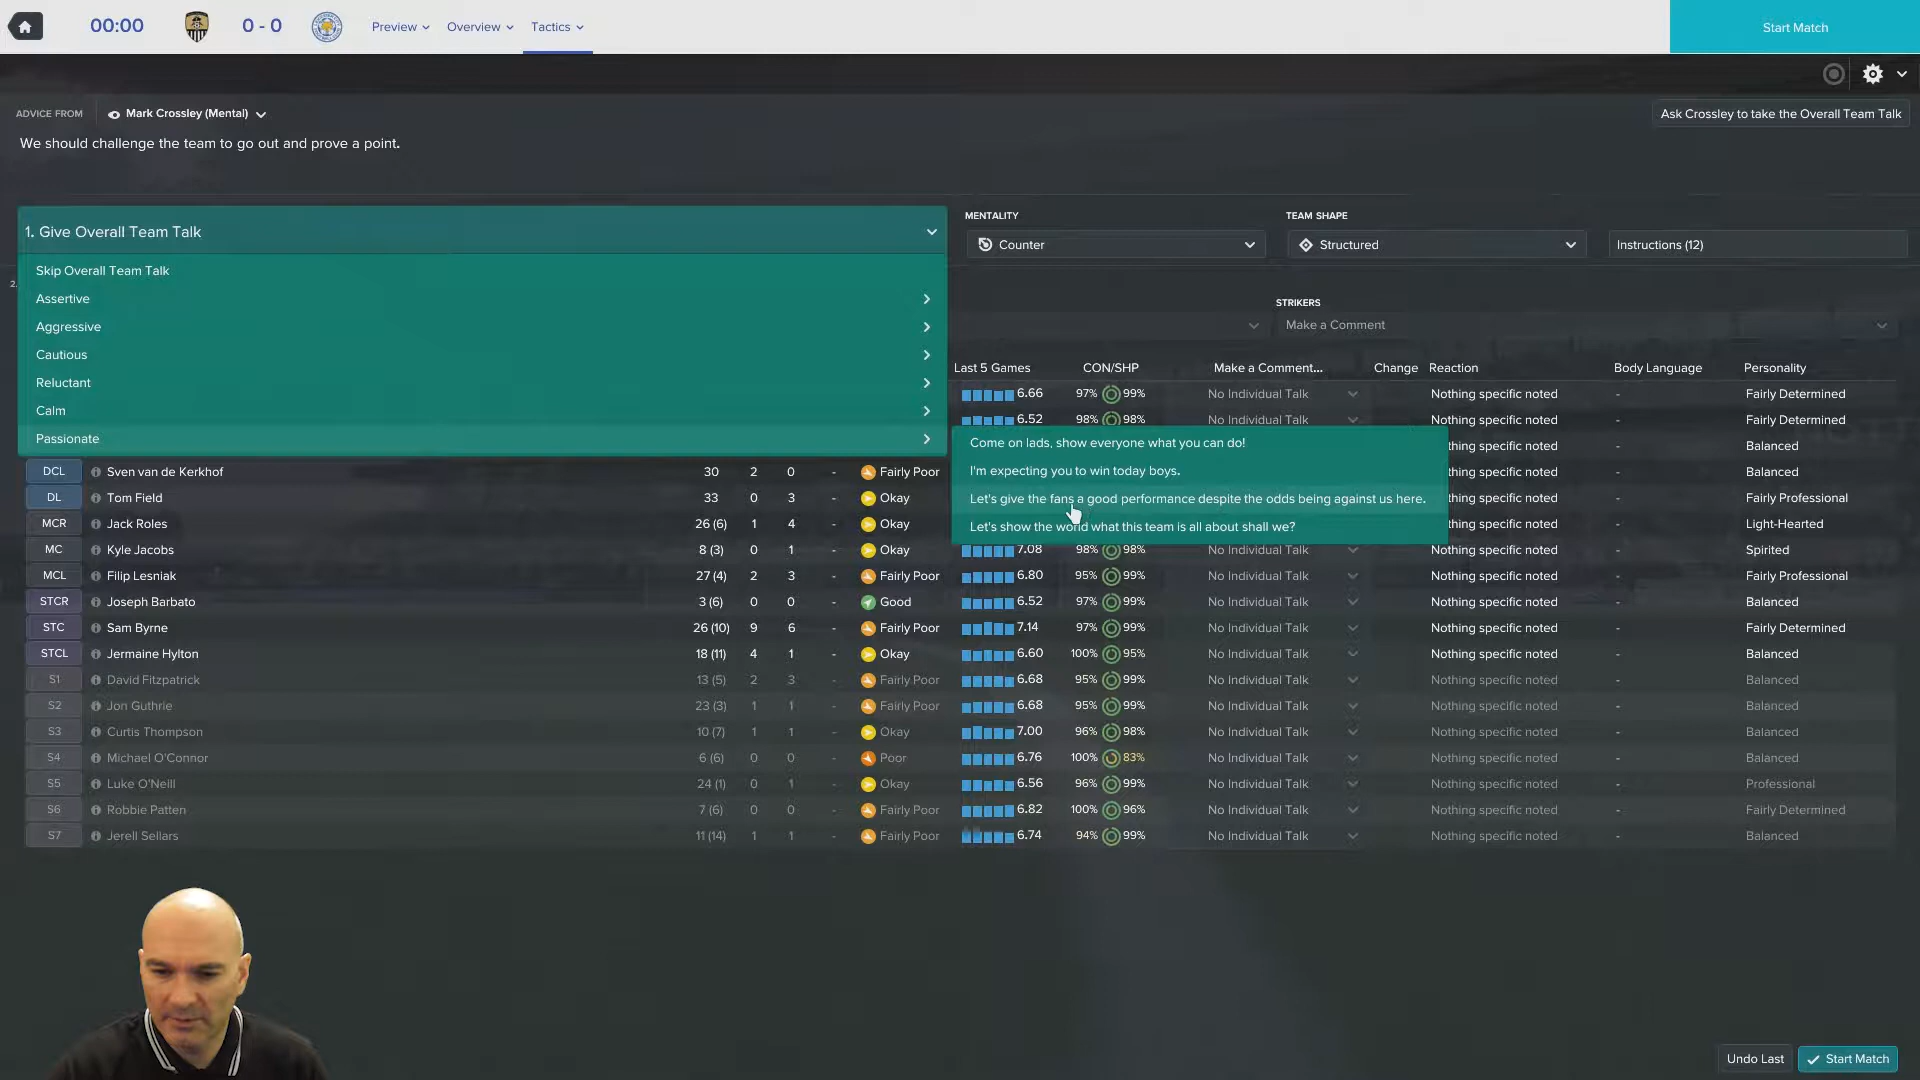 00:00 0 - 0 Preview Overview Tactics Start Match
ADVICE FROM Mark Crossley (Mental) Ask Crossley to take the Overall Team Talk
We should challenge the team to go out and prove a point.
1. Give Overall Team Talk
MENTALITY TEAM SHAPE
Counter Structured Instructions (12)
Skip Overall Team Talk
2.
Assertive
Aggressive
Cautious
Reluctant
Calm
Passionate
STRIKERS
Make a Comment
Last 5 Games CON/SHP Make a Comment... Change Reaction Body Language Personality
6.66 97% 99% No Individual Talk Nothing specific noted - Fairly Determined
6.52 98% 98% No Individual Talk Nothing specific noted - Fairly Determined
Come on lads, show everyone what you can do!
I'm expecting you to win today boys.
Let's give the fans a good performance despite the odds being against us here.
Let's show the world what this team is all about shall we?
thing specific noted - Balanced
DCL Sven van de Kerkhof 30 2 0 - Fairly Poor thing specific noted - Balanced
DL Tom Field 33 0 3 - Okay thing specific noted - Fairly Professional
MCR Jack Roles 26 (6) 1 4 - Okay thing specific noted - Light-Hearted
MC Kyle Jacobs 8 (3) 0 1 - Okay 7.08 98% 98% No Individual Talk Nothing specific noted - Spirited
MCL Filip Lesniak 27 (4) 2 3 - Fairly Poor 6.80 95% 99% No Individual Talk Nothing specific noted - Fairly Professional
STCR Joseph Barbato 3 (6) 0 0 - Good 6.52 97% 99% No Individual Talk Nothing specific noted - Balanced
STC Sam Byrne 26 (10) 9 6 - Fairly Poor 7.14 97% 99% No Individual Talk Nothing specific noted - Fairly Determined
STCL Jermaine Hylton 18 (11) 4 1 - Okay 6.60 100% 95% No Individual Talk Nothing specific noted - Balanced
S1 David Fitzpatrick 13 (5) 2 3 - Fairly Poor 6.68 95% 99% No Individual Talk Nothing specific noted - Balanced
S2 Jon Guthrie 23 (3) 1 1 - Fairly Poor 6.68 95% 99% No Individual Talk Nothing specific noted - Balanced
S3 Curtis Thompson 10 (7) 1 1 - Okay 7.00 96% 98% No Individual Talk Nothing specific noted - Balanced
S4 Michael O'Connor 6 (6) 0 0 - Poor 6.76 100% 83% No Individual Talk Nothing specific noted - Balanced
S5 Luke O'Neill 24 (1) 0 1 - Okay 6.56 96% 99% No Individual Talk Nothing specific noted - Professional
S6 Robbie Patten 7 (6) 0 0 - Fairly Poor 6.82 100% 96% No Individual Talk Nothing specific noted - Fairly Determined
S7 Jerell Sellars 11 (14) 1 1 - Fairly Poor 6.74 94% 99% No Individual Talk Nothing specific noted - Balanced
Undo Last Start Match